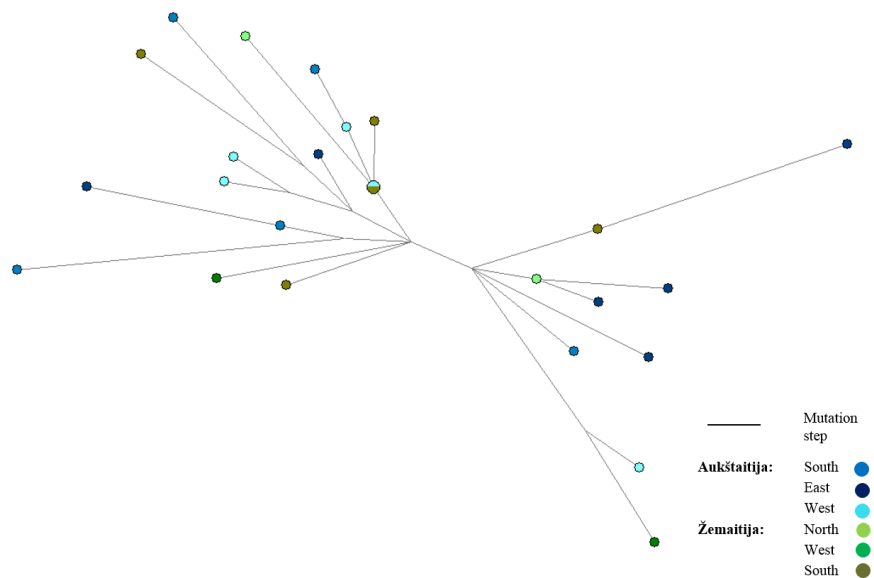 Mutation
step
Aukštaitija: South
East
West
Žemaitija: North
West
South